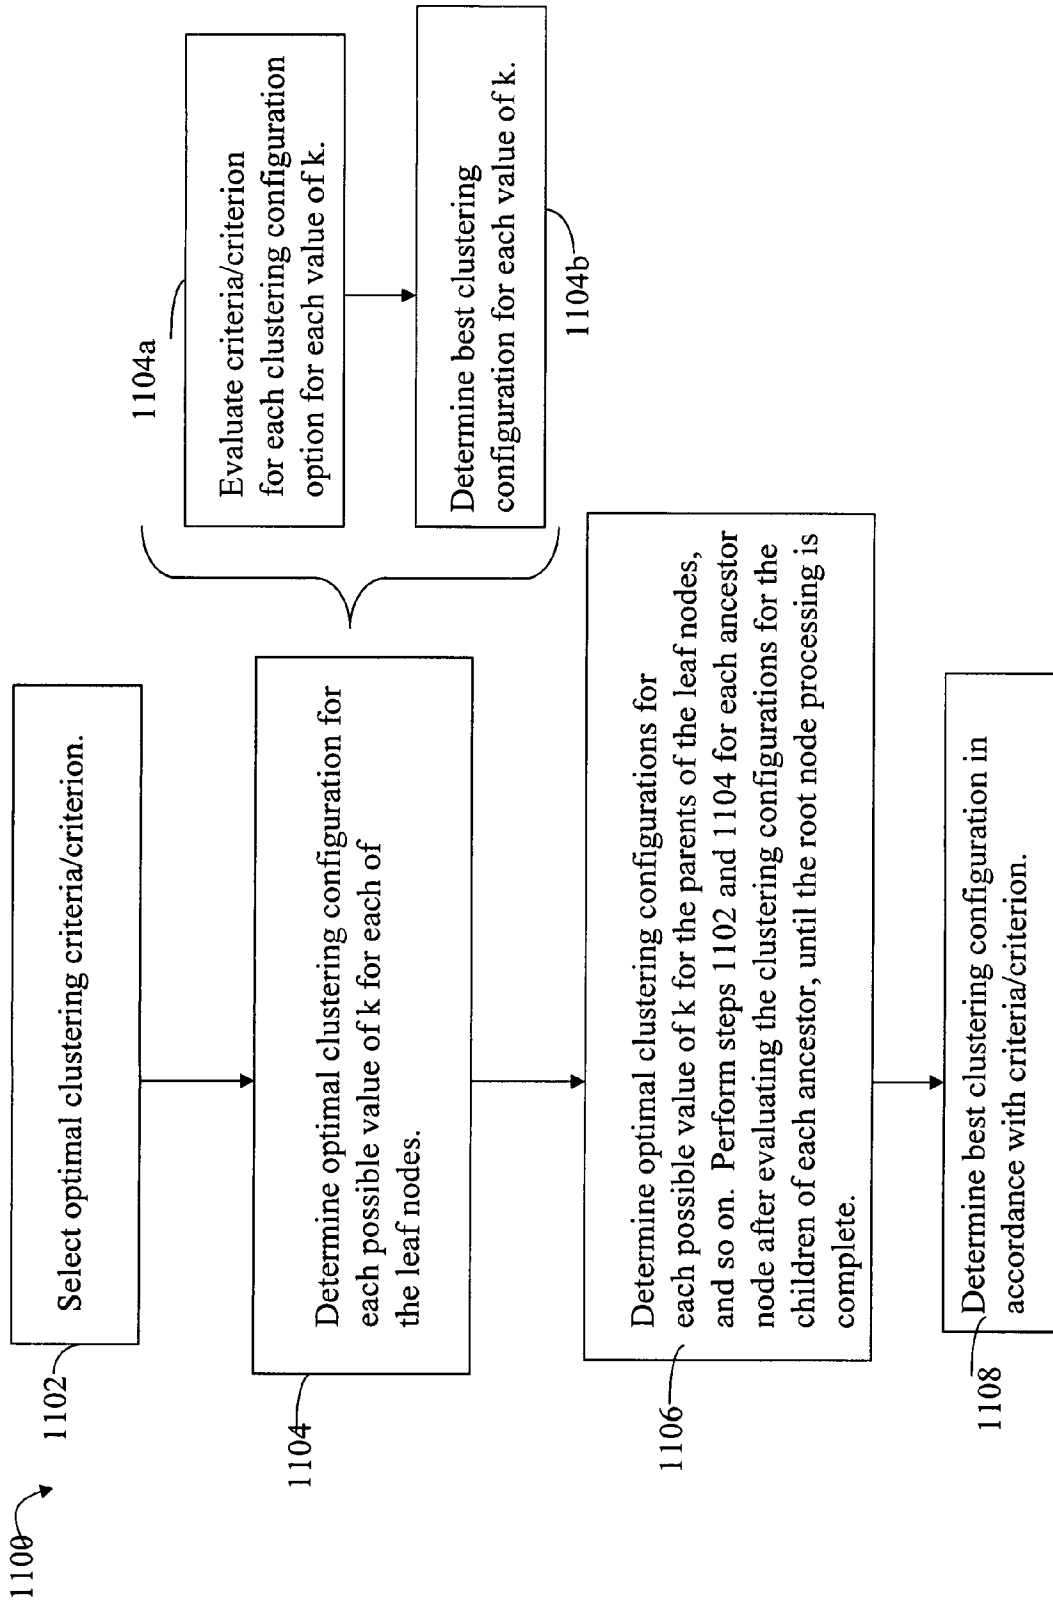 1100
1102
Select optimal clustering criteria/criterion.
1104
Determine optimal clustering configuration for
each possible value of k for each of
the leaf nodes.
1104a
Evaluate criteria/criterion
for each clustering configuration
option for each value of k.
Determine best clustering
configuration for each value of k.
1104b
1106
Determine optimal clustering configurations for
each possible value of k for the parents of the leaf nodes,
and so on. Perform steps 1102 and 1104 for each ancestor
node after evaluating the clustering configurations for the
children of each ancestor, until the root node processing is
complete.
1108
Determine best clustering configuration in
accordance with criteria/criterion.